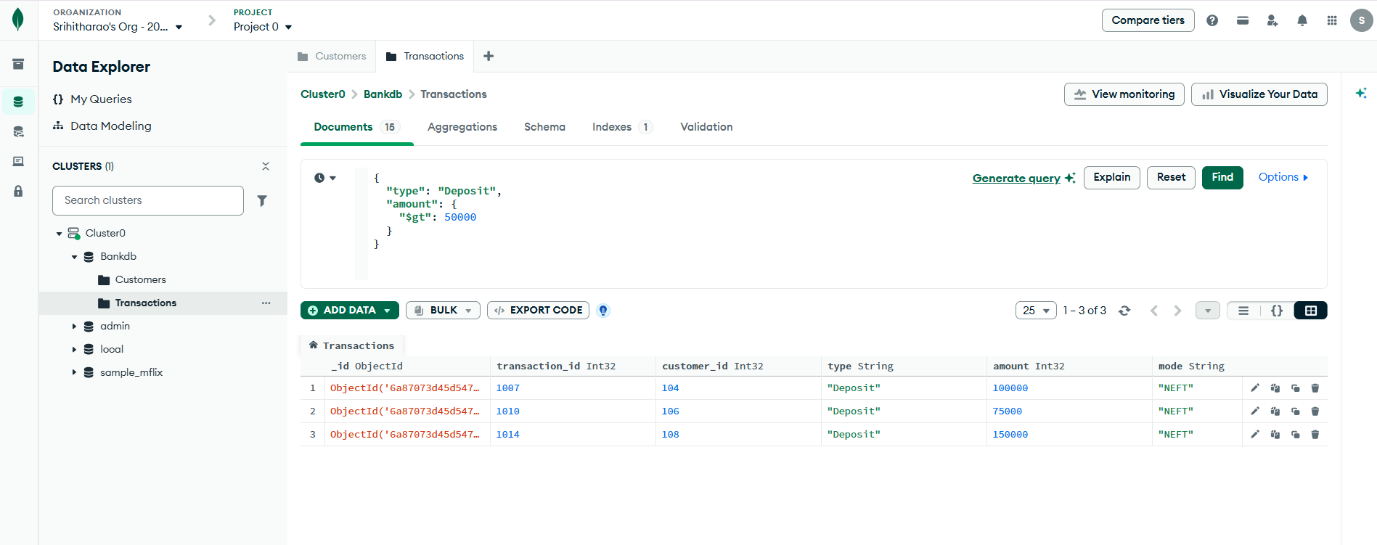 ORGANIZATION
Srihitharao's Org - 20...
PROJECT
Project 0
Compare tiers
S
Data Explorer
My Queries
Data Modeling
CLUSTERS (1)
Search clusters
Cluster0
Bankdb
Customers
Transactions
admin
local
sample_mflix
Customers
Transactions
Cluster0 > Bankdb > Transactions
View monitoring
Visualize Your Data
Documents 15
Aggregations
Schema
Indexes 1
Validation
{
"type": "Deposit",
"amount": {
"$gt": 50000
}
}
Generate query
Explain
Reset
Find
Options
ADD DATA
BULK
EXPORT CODE
25
1 – 3 of 3
{}
Transactions
_id ObjectId transaction_id Int32 customer_id Int32 type String amount Int32 mode String
1 ObjectId('6a87073d45d547… 1007 104 "Deposit" 100000 "NEFT"
2 ObjectId('6a87073d45d547… 1010 106 "Deposit" 75000 "NEFT"
3 ObjectId('6a87073d45d547… 1014 108 "Deposit" 150000 "NEFT"